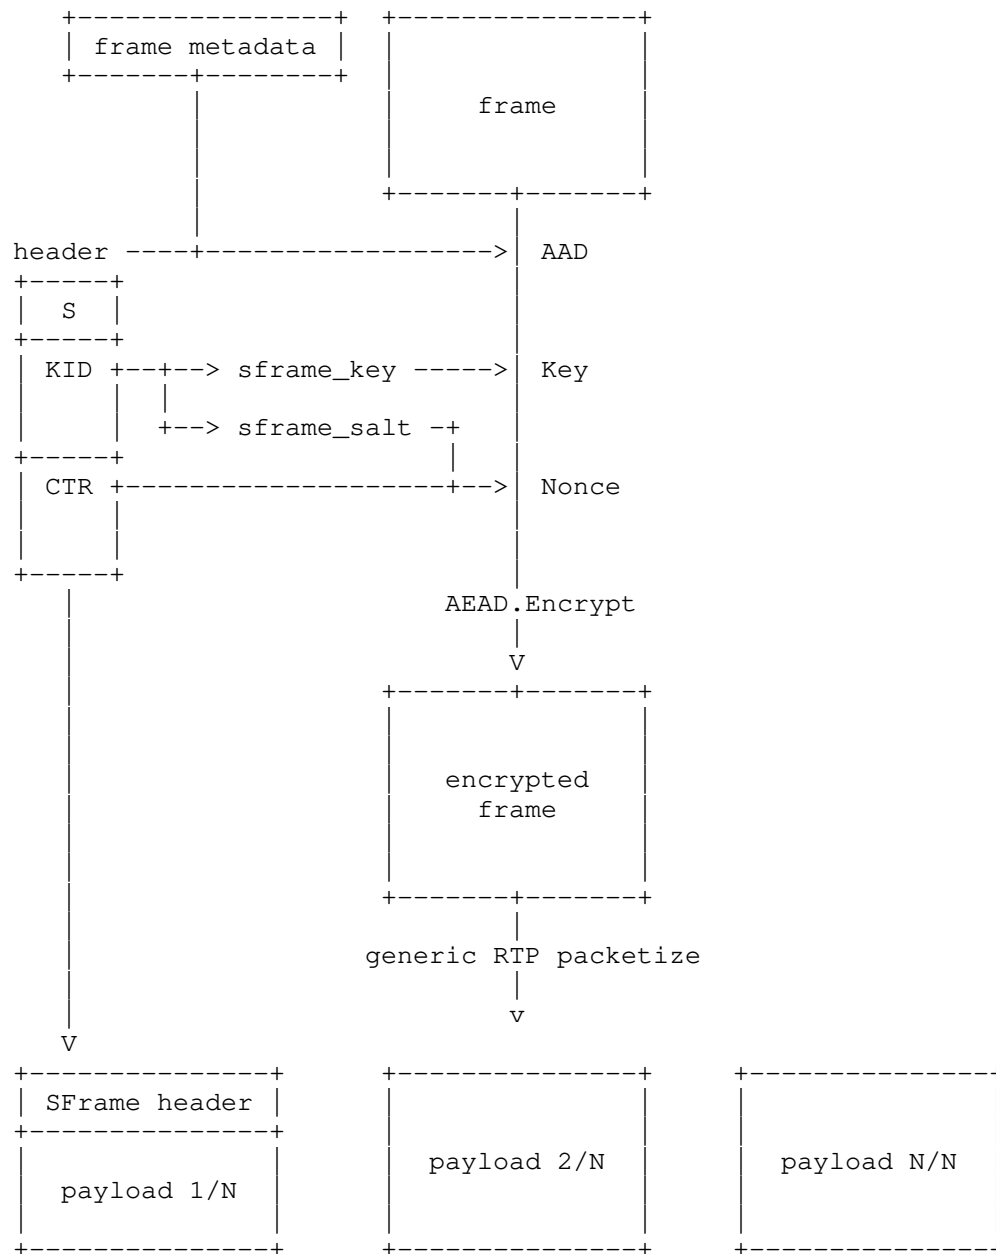 frame metadata
frame
header AAD
S
KID sframe_key Key
sframe_salt
CTR Nonce
AEAD.Encrypt
V
encrypted
frame
generic RTP packetize
v
V
SFrame header
payload 2/N payload N/N
payload 1/N